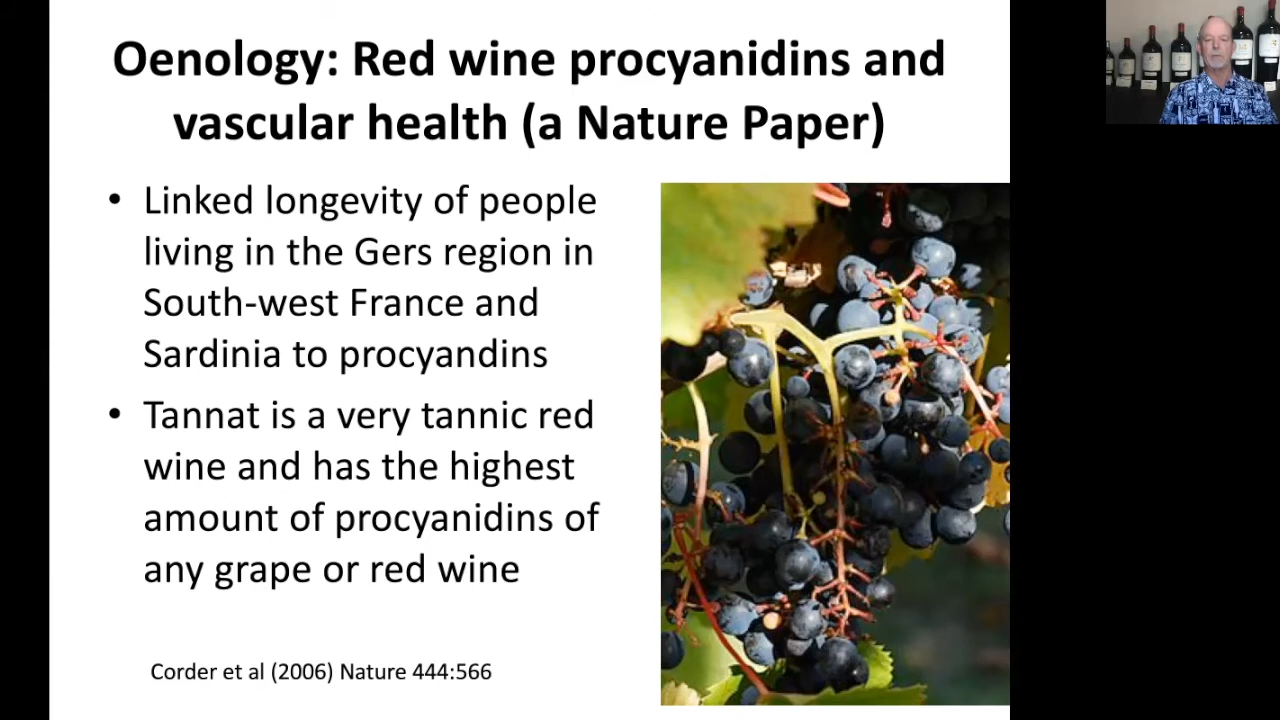 Oenology: Red wine procyanidins and
vascular health (a Nature Paper)
• Linked longevity of people
living in the Gers region in
South-west France and
Sardinia to procyandins
• Tannat is a very tannic red
wine and has the highest
amount of procyanidins of
any grape or red wine
Corder et al (2006) Nature 444:566